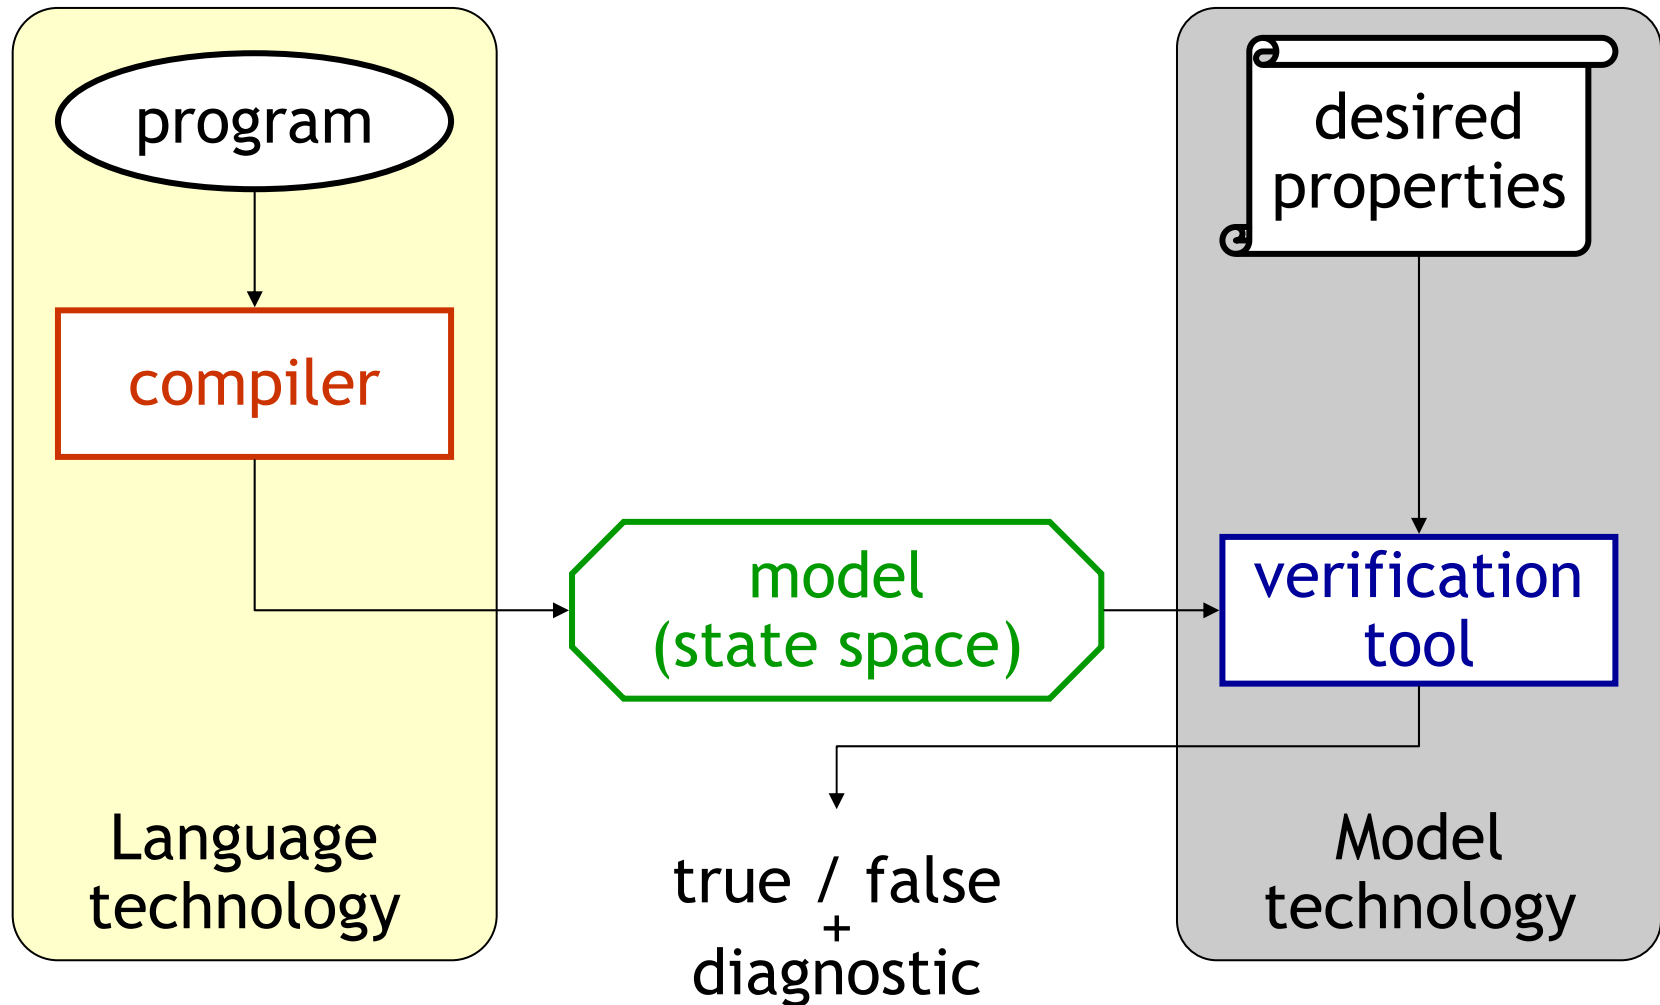 program
compiler
Language
technology
model
(state space)
true / false
+
diagnostic
desired
properties
verification
tool
Model
technology